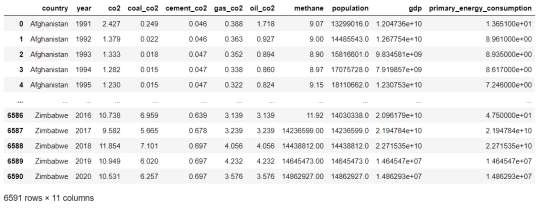 country year co2 coal_co2 cement_co2 gas_co2 oil_co2 methane population gdp primary_energy_consumption
0 Afghanistan 1991 2.427 0.249 0.046 0.388 1.718 9.07 13299016.0 1.204736e+10 1.365100e+01
1 Afghanistan 1992 1.379 0.022 0.046 0.363 0.927 9.00 14485543.0 1.267754e+10 8.961000e+00
2 Afghanistan 1993 1.333 0.018 0.047 0.352 0.894 8.90 15816601.0 9.834581e+09 8.935000e+00
3 Afghanistan 1994 1.282 0.015 0.047 0.338 0.860 8.97 17075728.0 7.919857e+09 8.617000e+00
4 Afghanistan 1995 1.230 0.015 0.047 0.322 0.824 9.15 18110662.0 1.230753e+10 7.246000e+00
... ... ... ... ... ... ... ... ... ... ... ...
6586 Zimbabwe 2016 10.738 6.959 0.639 3.139 3.139 11.92 14030338.0 2.096179e+10 4.750000e+01
6587 Zimbabwe 2017 9.582 5.665 0.678 3.239 3.239 14236599.00 14236599.0 2.194784e+10 2.194784e+10
6588 Zimbabwe 2018 11.854 7.101 0.697 4.056 4.056 14438812.00 14438812.0 2.271535e+10 2.271535e+10
6589 Zimbabwe 2019 10.949 6.020 0.697 4.232 4.232 14645473.00 14645473.0 1.464547e+07 1.464547e+07
6590 Zimbabwe 2020 10.531 6.257 0.697 3.576 3.576 14862927.00 14862927.0 1.486293e+07 1.486293e+07
6591 rows × 11 columns